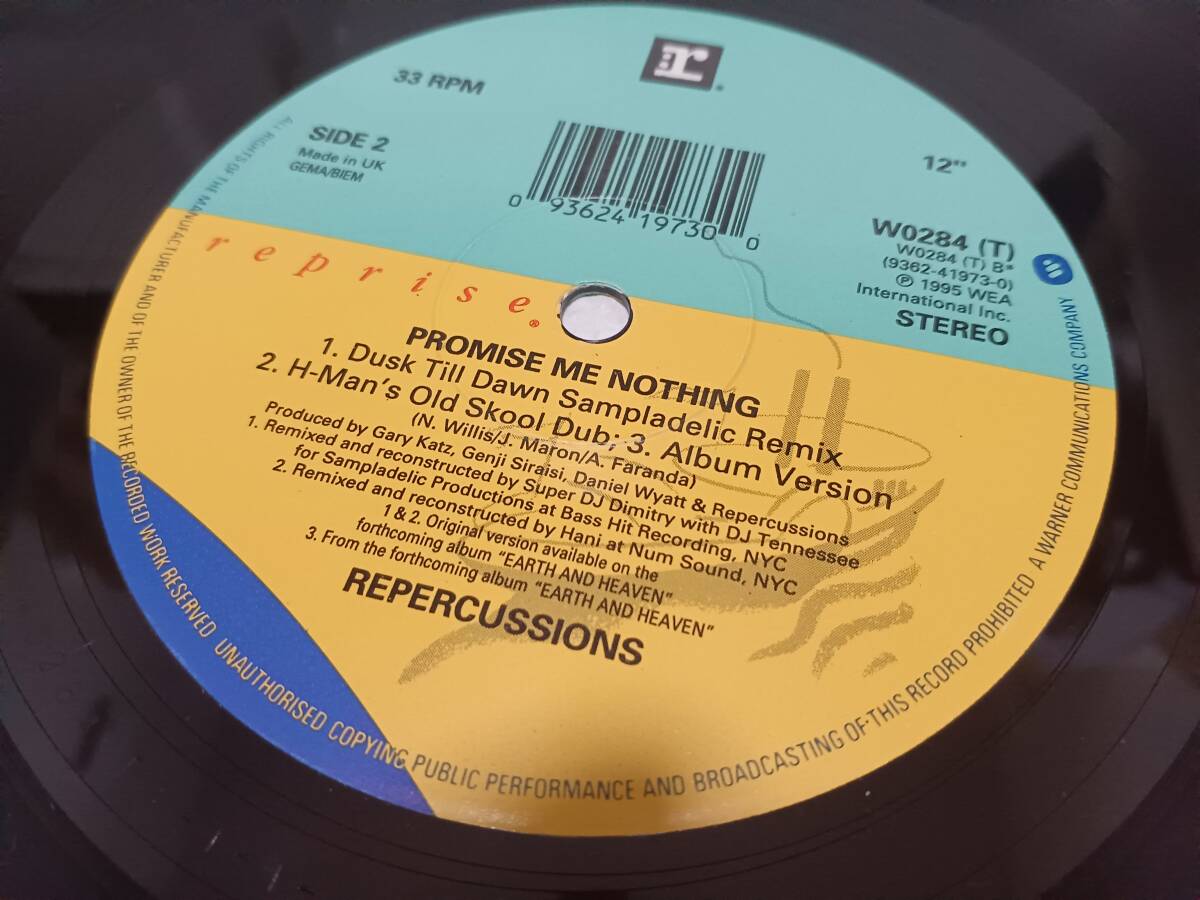 r
33 RPM
12"
SIDE 2
Made in UK
GEMA/BIEM
0 93624 19730 0
W0284 (T)
W0284 (T) B*
(9362-41973-0)
℗ 1995 WEA
International Inc.
STEREO
reprise®
PROMISE ME NOTHING
1. Dusk Till Dawn Sampladelic Remix
2. H-Man's Old Skool Dub; 3. Album Version
(N. Willis/J. Maron/A. Faranda)
Produced by Gary Katz, Genji Siraisi, Daniel Wyatt & Repercussions
1. Remixed and reconstructed by Super DJ Dimitry with DJ Tennessee
for Sampladelic Productions at Bass Hit Recording, NYC
2. Remixed and reconstructed by Hani at Num Sound, NYC
1 & 2. Original version available on the
forthcoming album "EARTH AND HEAVEN"
3. From the forthcoming album "EARTH AND HEAVEN"
REPERCUSSIONS
ALL RIGHTS OF THE MANUFACTURER AND OF THE OWNER OF THE RECORDED WORK RESERVED UNAUTHORISED COPYING PUBLIC PERFORMANCE AND BROADCASTING OF THIS RECORD PROHIBITED A WARNER COMMUNICATIONS COMPANY